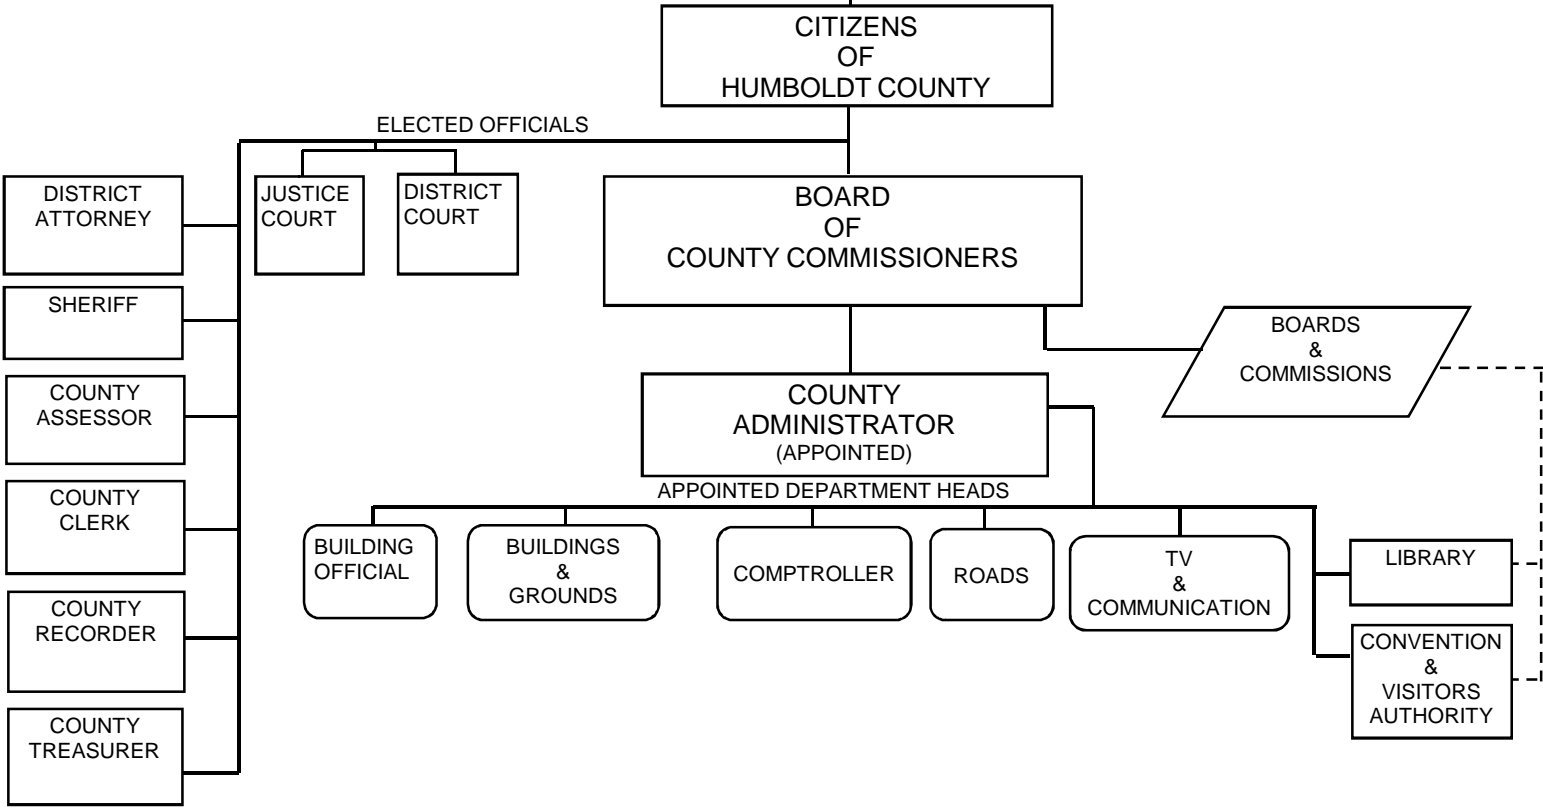 CITIZENS
OF
HUMBOLDT COUNTY
ELECTED OFFICIALS
DISTRICT
ATTORNEY
JUSTICE
COURT
DISTRICT
COURT
BOARD
OF
COUNTY COMMISSIONERS
SHERIFF
BOARDS
&
COMMISSIONS
COUNTY
ASSESSOR
COUNTY
ADMINISTRATOR
(APPOINTED)
APPOINTED DEPARTMENT HEADS
COUNTY
CLERK
BUILDING
OFFICIAL
BUILDINGS
&
GROUNDS
COMPTROLLER
ROADS
TV
&
COMMUNICATION
LIBRARY
COUNTY
RECORDER
CONVENTION
&
VISITORS
AUTHORITY
COUNTY
TREASURER